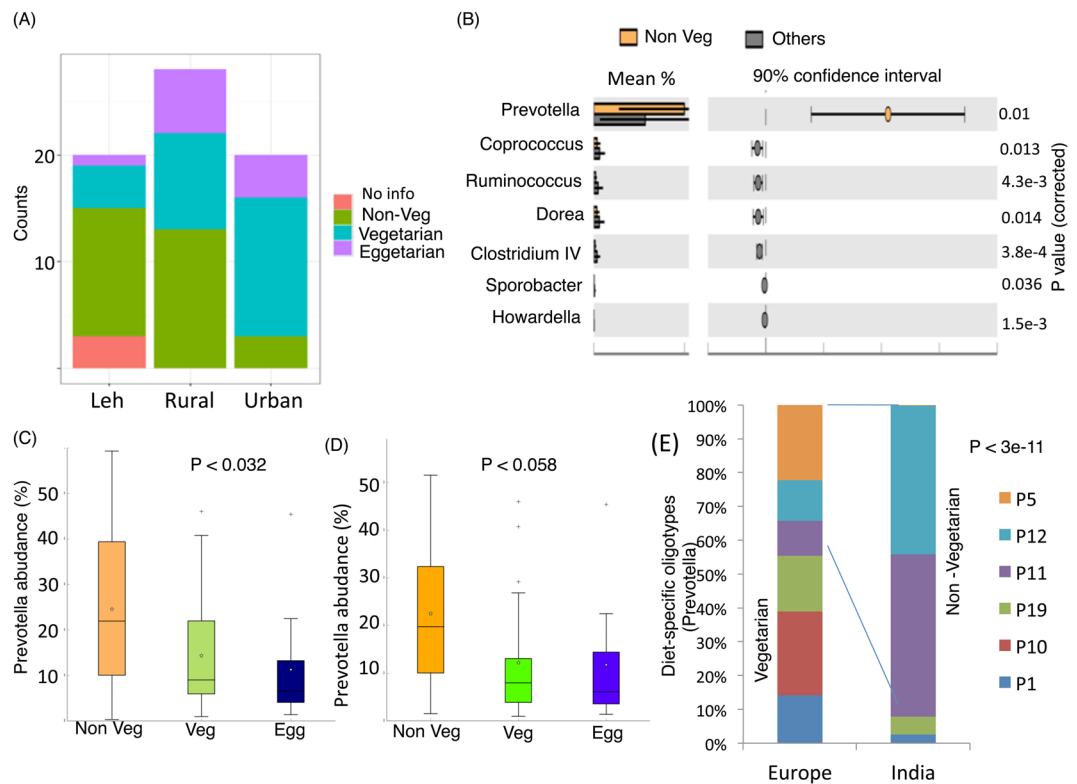 (A)
Counts
20
10
Leh
Rural
Urban
No info
Non-Veg
Vegetarian
Eggetarian
(B)
Non Veg
Others
Mean %
90% confidence interval
Prevotella
0.01
Coprococcus
0.013
Ruminococcus
4.3e-3
Dorea
0.014
Clostridium IV
3.8e-4
Sporobacter
0.036
Howardella
1.5e-3
P value (corrected)
(C)
P < 0.032
Prevotella abudance (%)
50
40
30
20
10
Non Veg
Veg
Egg
(D)
P < 0.058
Prevotella abudance (%)
50
40
30
20
10
Non Veg
Veg
Egg
(E)
Diet-specific oligotypes
(Prevotella)
100%
90%
80%
70%
60%
50%
40%
30%
20%
10%
0%
Vegetarian
Non -Vegetarian
Europe
India
P < 3e-11
P5
P12
P11
P19
P10
P1